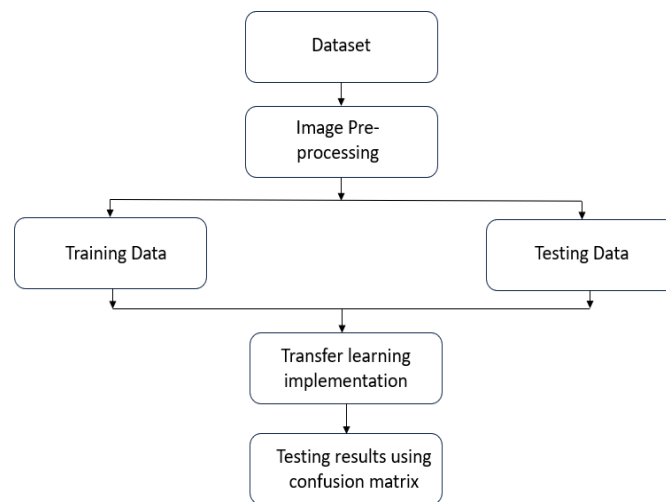 Dataset
Image Pre-
processing
Training Data
Testing Data
Transfer learning
implementation
Testing results using
confusion matrix